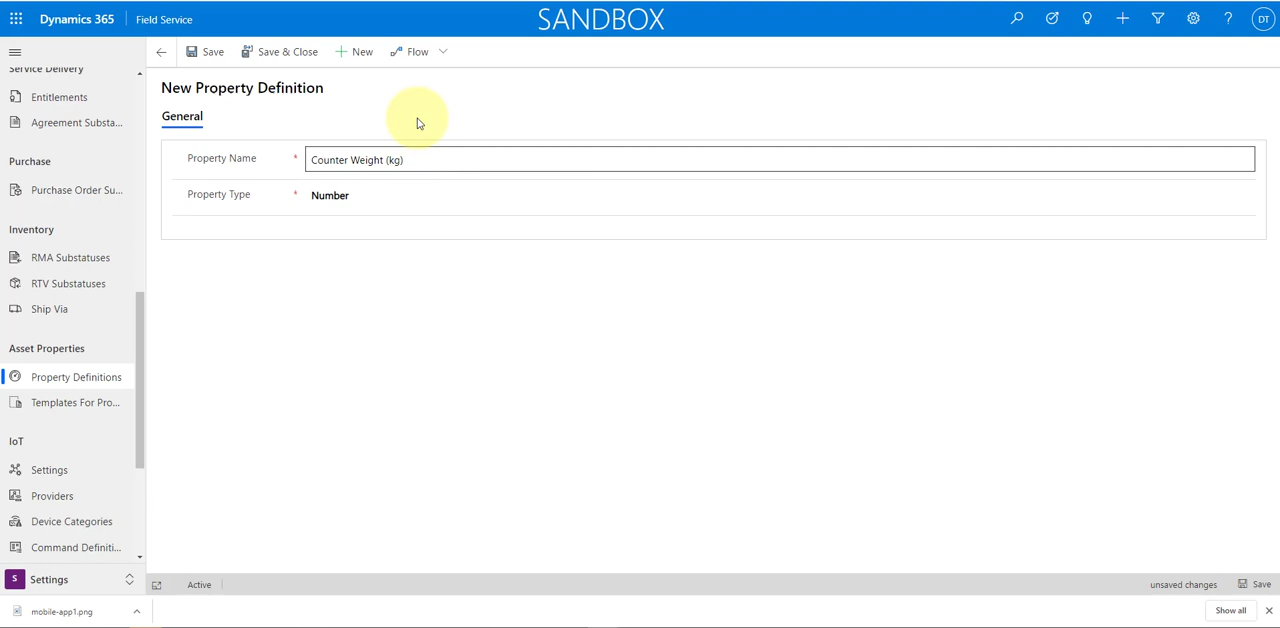 Dynamics 365
Field Service
SANDBOX
DT
Save
Save & Close
New
Flow
Service Delivery
Entitlements
Agreement Substa...
Purchase
Purchase Order Su...
Inventory
RMA Substatuses
RTV Substatuses
Ship Via
Asset Properties
Property Definitions
Templates For Pro...
IoT
Settings
Providers
Device Categories
Command Definiti...
S Settings
New Property Definition
General
Property Name * Counter Weight (kg)
Property Type * Number
Active
unsaved changes
Save
mobile-app1.png
Show all